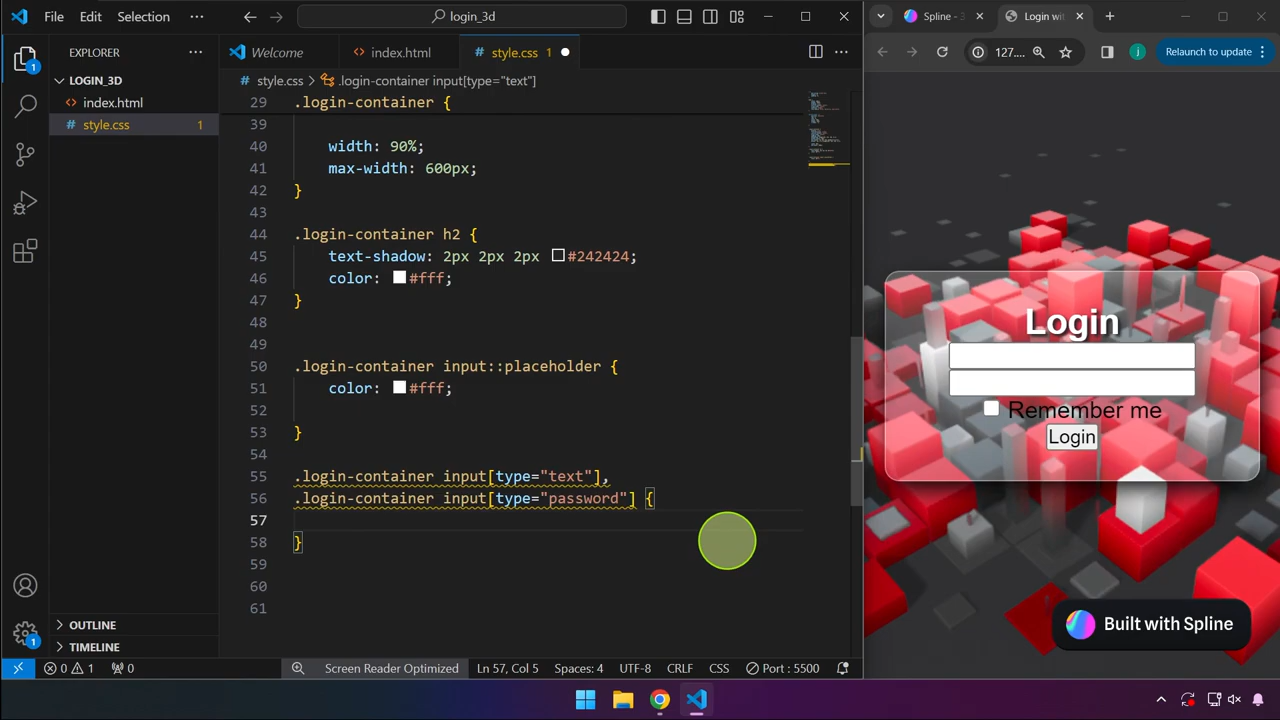 File Edit Selection ··· login_3d
Spline - 3
Login wit
127....
j
Relaunch to update
EXPLORER ···
Welcome
index.html
style.css 1
LOGIN_3D
index.html
style.css 1
style.css > .login-container input[type="text"]
29 .login-container {
39
40 width: 90%;
41 max-width: 600px;
42 }
43
44 .login-container h2 {
45 text-shadow: 2px 2px 2px #242424;
46 color: #fff;
47 }
48
49
50 .login-container input::placeholder {
51 color: #fff;
52
53 }
54
55 .login-container input[type="text"],
56 .login-container input[type="password"] {
57
58 }
59
60
61
1
1
OUTLINE
TIMELINE
0 1 0 Screen Reader Optimized Ln 57, Col 5 Spaces: 4 UTF-8 CRLF CSS Port : 5500
Login
Remember me
Login
Built with Spline